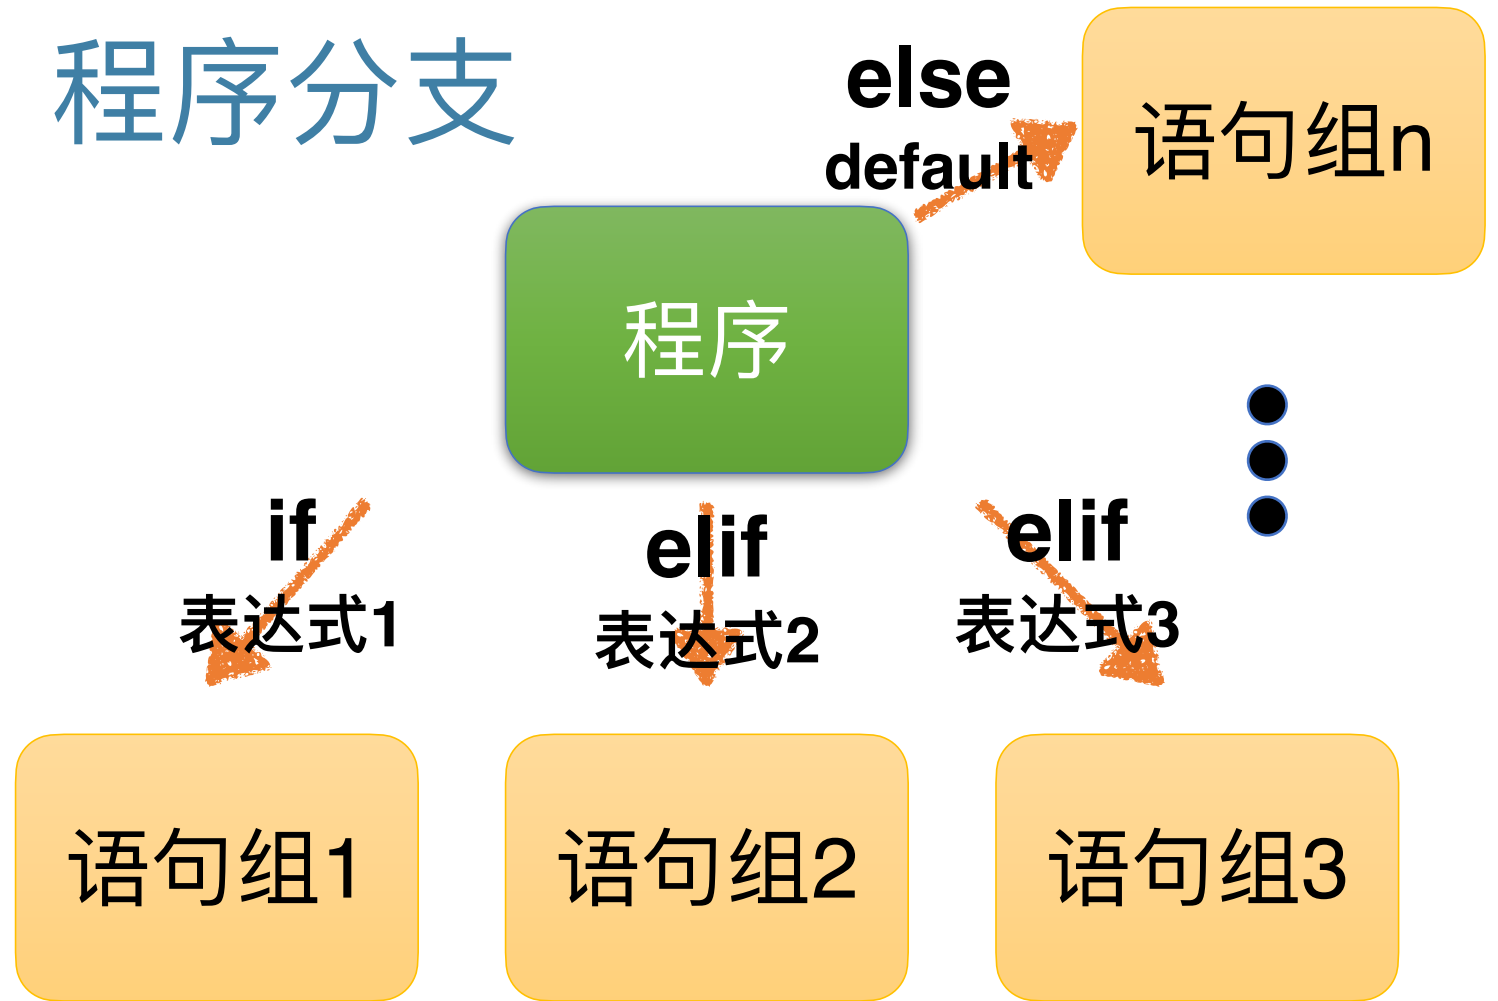 程序分支
else
default
语句组n
程序
if
表达式1
elif
表达式2
elif
表达式3
语句组1
语句组2
语句组3